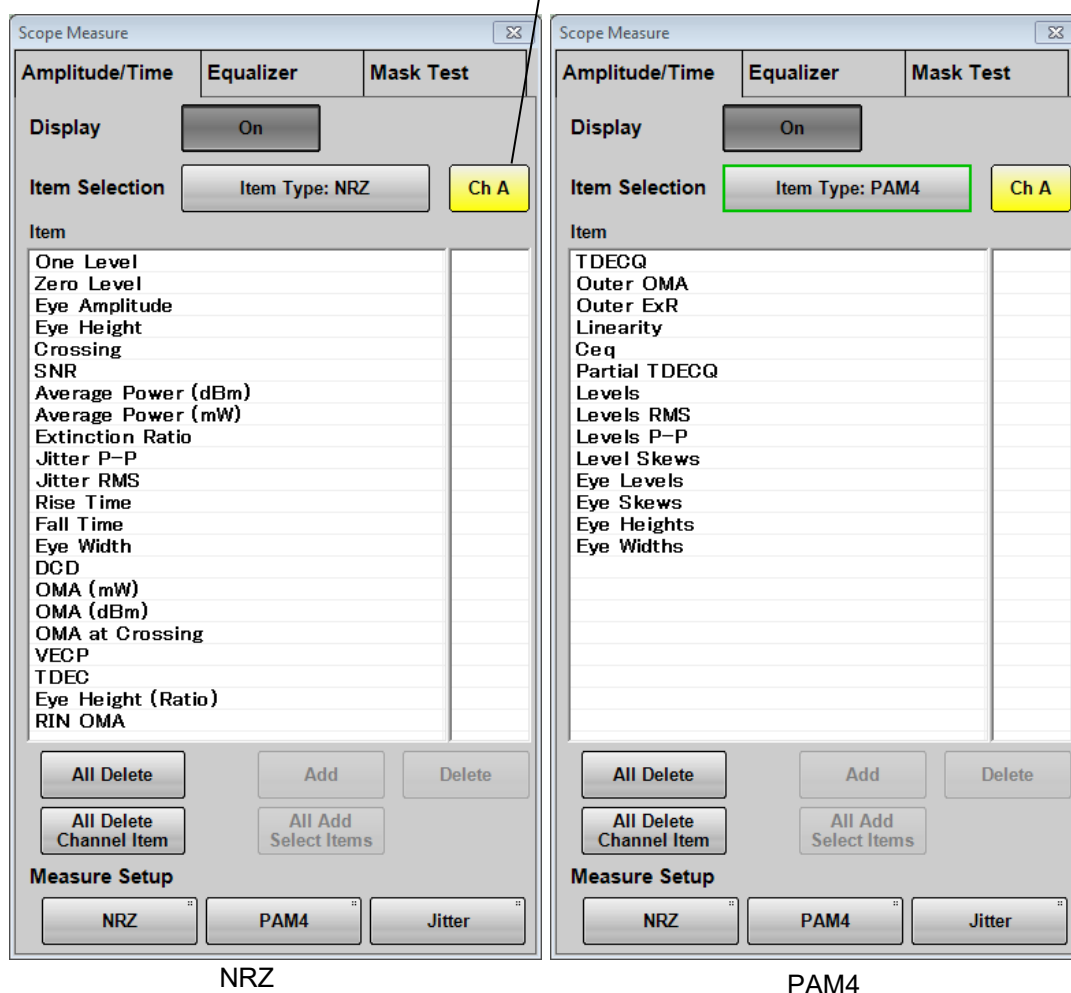 Scope Measure
Amplitude/Time Equalizer Mask Test
Display On
Item Selection Item Type: NRZ Ch A
Item
One Level
Zero Level
Eye Amplitude
Eye Height
Crossing
SNR
Average Power (dBm)
Average Power (mW)
Extinction Ratio
Jitter P-P
Jitter RMS
Rise Time
Fall Time
Eye Width
DCD
OMA (mW)
OMA (dBm)
OMA at Crossing
VECP
TDEC
Eye Height (Ratio)
RIN OMA
All Delete Add Delete
All Delete All Add
Channel Item Select Items
Measure Setup
NRZ PAM4 Jitter
NRZ
Scope Measure
Amplitude/Time Equalizer Mask Test
Display On
Item Selection Item Type: PAM4 Ch A
Item
TDECQ
Outer OMA
Outer ExR
Linearity
Ceq
Partial TDECQ
Levels
Levels RMS
Levels P-P
Level Skews
Eye Levels
Eye Skews
Eye Heights
Eye Widths
All Delete Add Delete
All Delete All Add
Channel Item Select Items
Measure Setup
NRZ PAM4 Jitter
PAM4